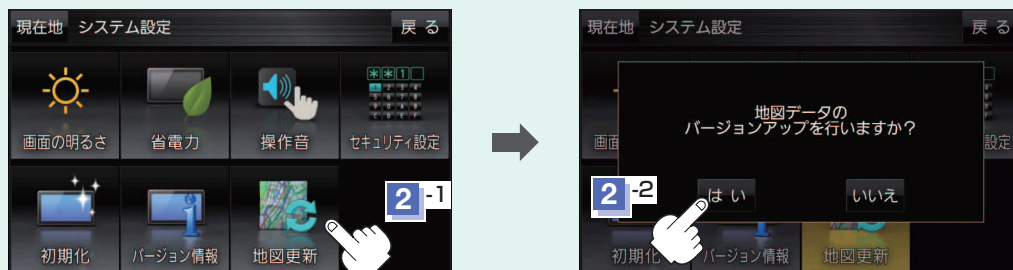 現在地 システム設定 戻る
画面の明るさ 省電力 操作音 セキュリティ設定
2 -1
初期化 バージョン情報 地図更新
現在地 システム設定 戻る
地図データの
バージョンアップを行いますか？
画面 設定
2 -2
はい いいえ
初期化 バージョン情報 地図更新